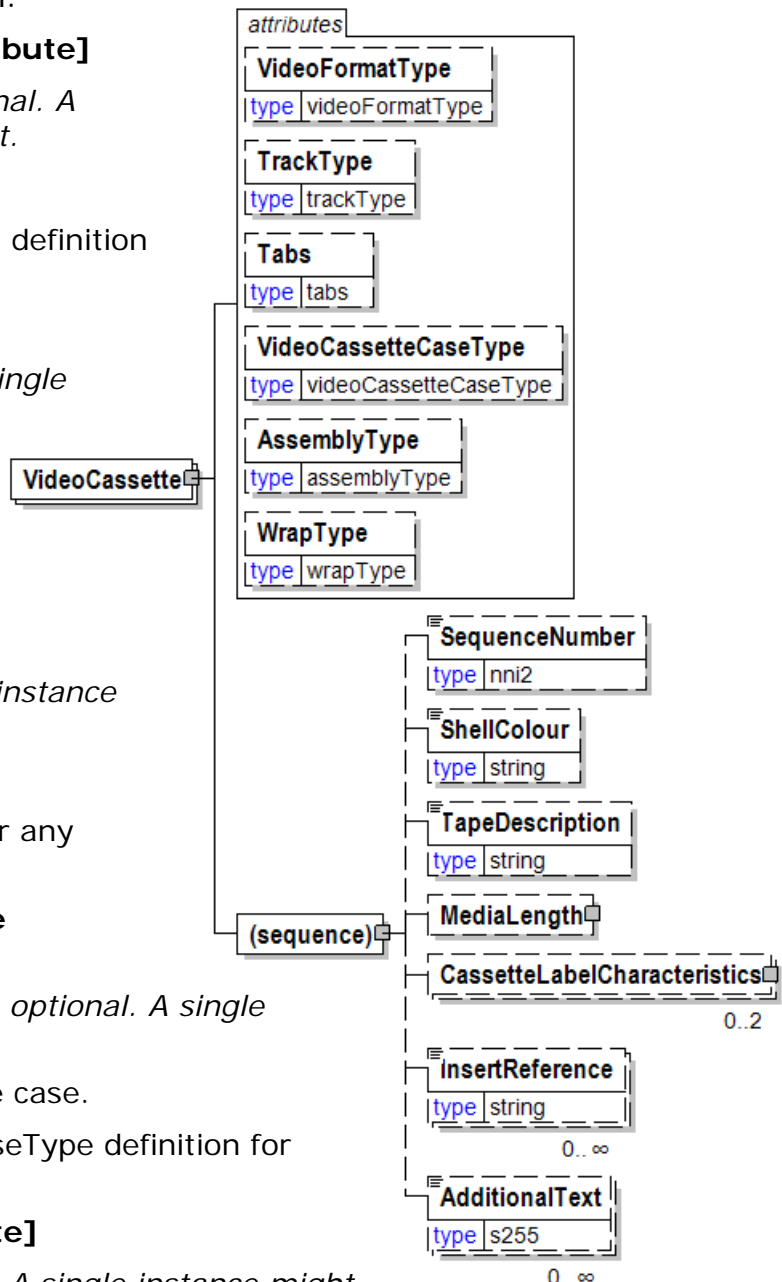 bute]
nal. A
t.
definition
ingle
instance
r any
e
optional. A single
e case.
seType definition for
te]
A single instance might
attributes
VideoFormatType
type videoFormatType
TrackType
type trackType
Tabs
type tabs
VideoCassetteCaseType
type videoCassetteCaseType
AssemblyType
type assemblyType
WrapType
type wrapType
VideoCassette
(sequence)
SequenceNumber
type nni2
ShellColour
type string
TapeDescription
type string
MediaLength
CassetteLabelCharacteristics
0..2
InsertReference
type string
0..∞
AdditionalText
type s255
0..∞